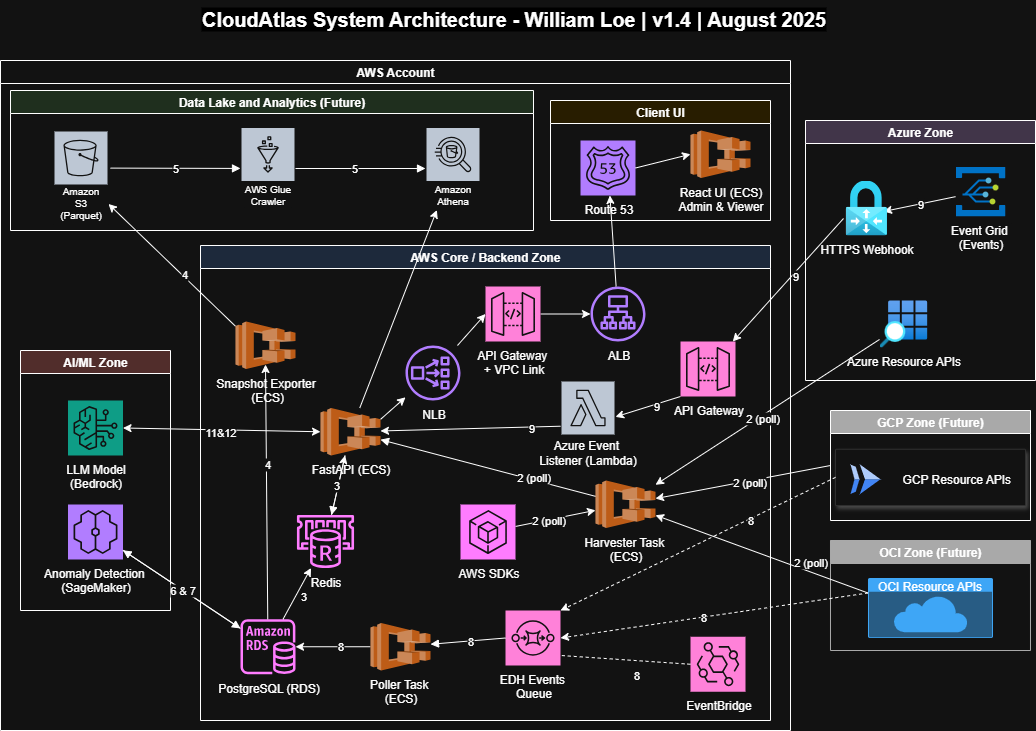 CloudAtlas System Architecture - William Loe | v1.4 | August 2025
AWS Account
Data Lake and Analytics (Future)
Amazon
S3
(Parquet)
5
AWS Glue
Crawler
5
Amazon
Athena
Client UI
53
Route 53
React UI (ECS)
Admin & Viewer
Azure Zone
HTTPS Webhook
9
Event Grid
(Events)
Azure Resource APIs
9
4
AWS Core / Backend Zone
API Gateway
+ VPC Link
ALB
NLB
API Gateway
9
Azure Event
Listener (Lambda)
9
Snapshot Exporter
(ECS)
4
AI/ML Zone
LLM Model
(Bedrock)
Anomaly Detection
(SageMaker)
11&12
FastAPI (ECS)
3
2 (poll)
2 (poll)
2 (poll)
GCP Zone (Future)
GCP Resource APIs
8
AWS SDKs
2 (poll)
Harvester Task
(ECS)
R
Redis
3
6 & 7
2 (poll)
OCI Zone (Future)
OCI Resource APIs
8
Amazon
RDS
PostgreSQL (RDS)
8
Poller Task
(ECS)
8
EDH Events
Queue
8
EventBridge